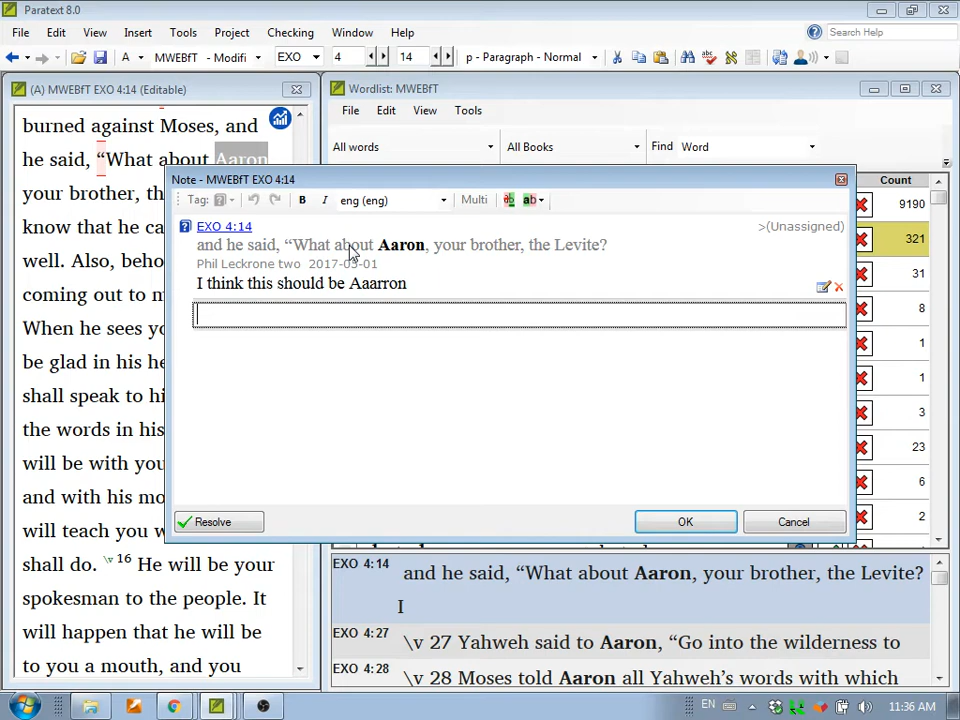 Paratext 8.0
File Edit View Insert Tools Project Checking Window Help
Search Help
A MWEBfT - Modifi EXO 4 14 p - Paragraph - Normal
(A) MWEBfT EXO 4:14 (Editable)
burned against Moses, and
he said, “What about Aaron
your brother, th
know that he ca
well. Also, beho
coming out to m
When he sees yo
be glad in his he
shall speak to hi
the words in his
will be with you
and with his mo
will teach you w
shall do. \v 16 He will be your
spokesman to the people. It
will happen that he will be
to you a mouth, and you
Wordlist: MWEBfT
File Edit View Tools
All words All Books Find Word
Count
9190
321
31
8
1
1
3
23
6
2
Note - MWEBfT EXO 4:14
Tag: B I eng (eng) Multi ab ab
EXO 4:14 >(Unassigned)
and he said, “What about Aaron, your brother, the Levite?
Phil Leckrone two 2017-03-01
I think this should be Aaarron
Resolve OK Cancel
EXO 4:14 and he said, “What about Aaron, your brother, the Levite?
I
EXO 4:27 \v 27 Yahweh said to Aaron, “Go into the wilderness to
EXO 4:28 \v 28 Moses told Aaron all Yahweh’s words with which
EN 11:36 AM